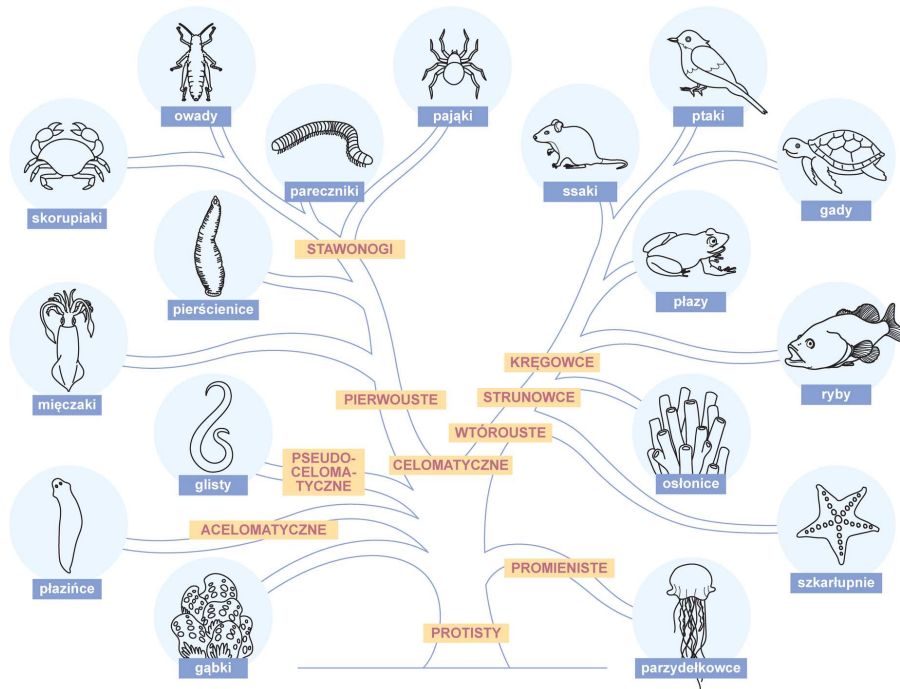 owady
pająki
ptaki
pareczniki
ssaki
skorupiaki
gady
STAWONOGI
pierścienice
płazy
KRĘGOWCE
ryby
mięczaki
PIERWOUSTE
STRUNOWCE
WTÓROUSTE
PSEUDO-
CELOMA-
TYCZNE
CELOMATYCZNE
glisty
osłonice
ACELOMATYCZNE
płazińce
PROMIENISTE
szkarłupnie
PROTISTY
gąbki
parzydełkowce